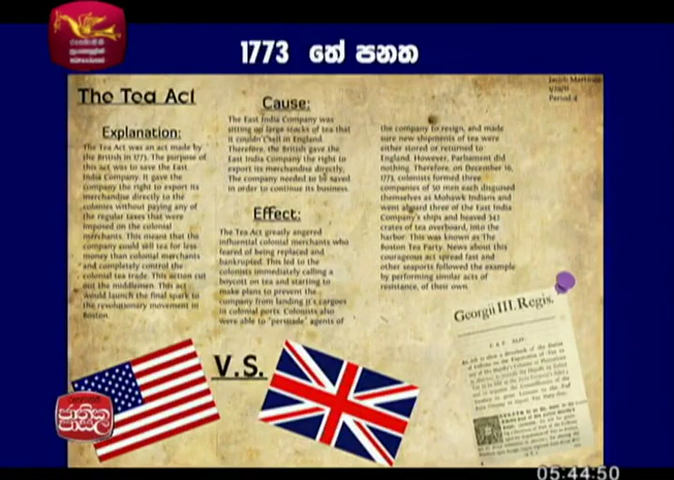 1773 තේ පනත
Jacob Martinez
Period 4
The Tea Act
Explanation:
The Tea Act was an act made by
the British in 1773. The purpose of
this act was to save the East
India Company. It gave the
company the right to export its
merchandise directly to the
colonies without paying any of
the regular taxes that were
imposed on the colonial
merchants. This meant that the
company could sell tea for less
money than colonial merchants
and completely control the
colonial tea trade. This action cut
out the middlemen. This act
would launch the final spark to
the revolutionary movement in
Boston.
Cause:
The East India Company was
sitting on large stacks of tea that
it couldn't sell in England.
Therefore, the British gave the
East India Company the right to
export its merchandise directly.
The company needed to be saved
in order to continue its business.
Effect:
The Tea Act greatly angered
influential colonial merchants who
feared of being replaced and
bankrupted. This led to the
colonists immediately calling a
boycott on tea and starting to
make plans to prevent the
company from landing it's cargoes
in colonial ports. Colonists also
were able to "persuade" agents of
the company to resign, and made
sure new shipments of tea were
either stored or returned to
England. However, Parliament did
nothing. Therefore, on December 16,
1773, colonists formed three
companies of 50 men each disguised
themselves as Mohawk Indians and
went aboard three of the East India
Company's ships and heaved 342
crates of tea overboard, into the
harbor. This was known as The
Boston Tea Party. News about this
courageous act spread fast and
other seaports followed the example
by performing similar acts of
resistance, of their own.
V.S.
Georgii III. Regis.
ජාතික
පාසල
05:44:50